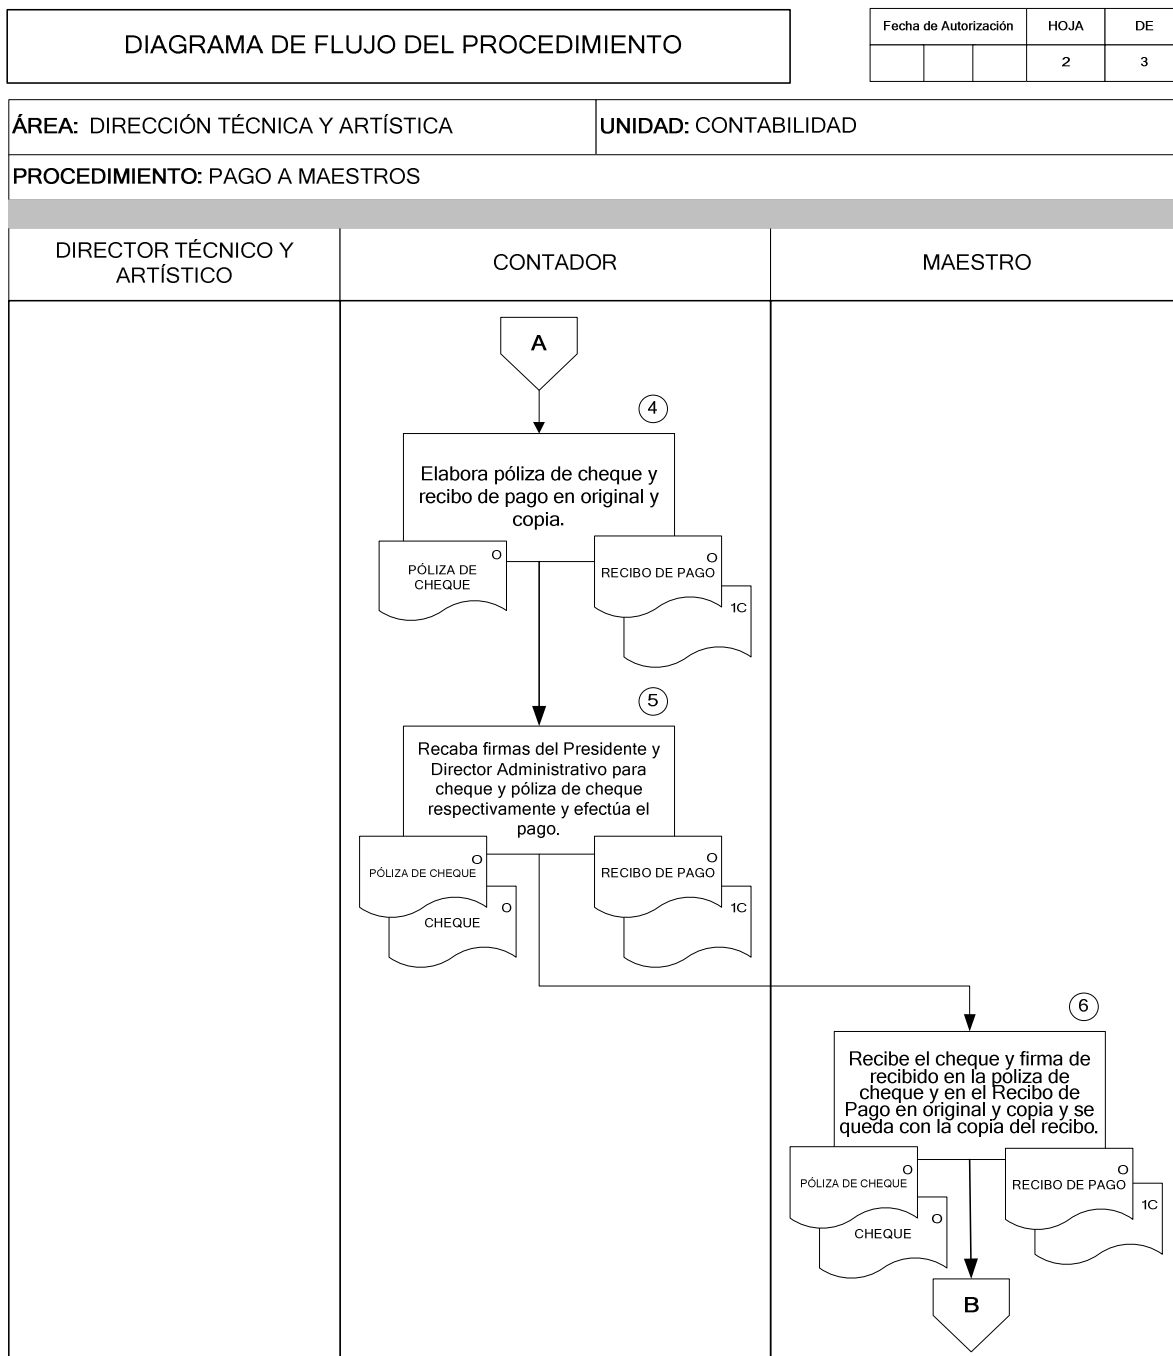 DIAGRAMA DE FLUJO DEL PROCEDIMIENTO
Fecha de Autorización HOJA DE
2 3
ÁREA: DIRECCIÓN TÉCNICA Y ARTÍSTICA
UNIDAD: CONTABILIDAD
PROCEDIMIENTO: PAGO A MAESTROS
DIRECTOR TÉCNICO Y
ARTÍSTICO
CONTADOR
MAESTRO
A
4
Elabora póliza de cheque y
recibo de pago en original y
copia.
O
PÓLIZA DE
CHEQUE
O
RECIBO DE PAGO
1C
5
Recaba firmas del Presidente y
Director Administrativo para
cheque y póliza de cheque
respectivamente y efectúa el
pago.
O
PÓLIZA DE CHEQUE
O
CHEQUE
O
RECIBO DE PAGO
1C
6
Recibe el cheque y firma de
recibido en la póliza de
cheque y en el Recibo de
Pago en original y copia y se
queda con la copia del recibo.
O
PÓLIZA DE CHEQUE
O
CHEQUE
O
RECIBO DE PAGO
1C
B